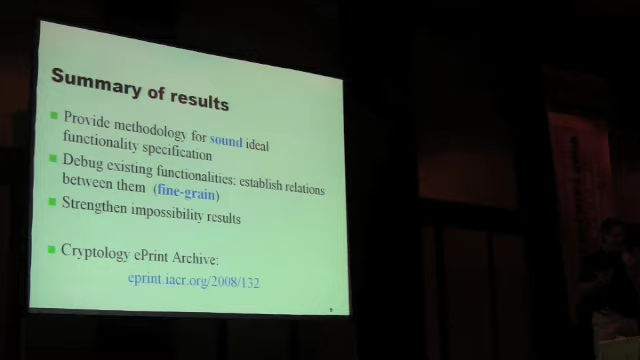 Summary of results
Provide methodology for sound ideal
functionality specification
Debug existing functionalities; establish relations
between them (fine-grain)
Strengthen impossibility results
Cryptology ePrint Archive:
eprint.iacr.org/2008/132